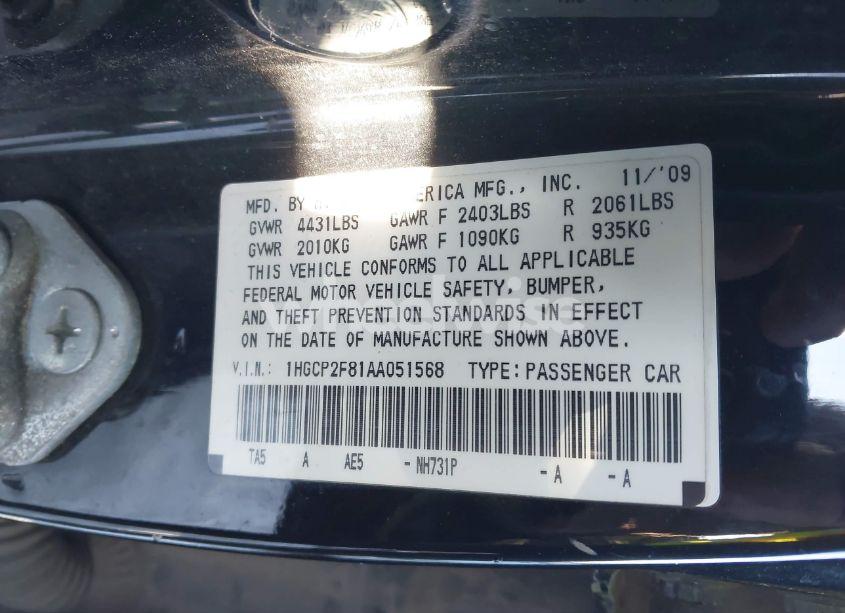 MFD. BY AMERICA MFG., INC. 11/'09
GVWR 4431LBS GAWR F 2403LBS R 2061LBS
GVWR 2010KG GAWR F 1090KG R 935KG
THIS VEHICLE CONFORMS TO ALL APPLICABLE
FEDERAL MOTOR VEHICLE SAFETY, BUMPER,
AND THEFT PREVENTION STANDARDS IN EFFECT
ON THE DATE OF MANUFACTURE SHOWN ABOVE.
V.I.N.: 1HGCP2F81AA051568 TYPE: PASSENGER CAR
TA5 A AE5 -NH731P -A -A